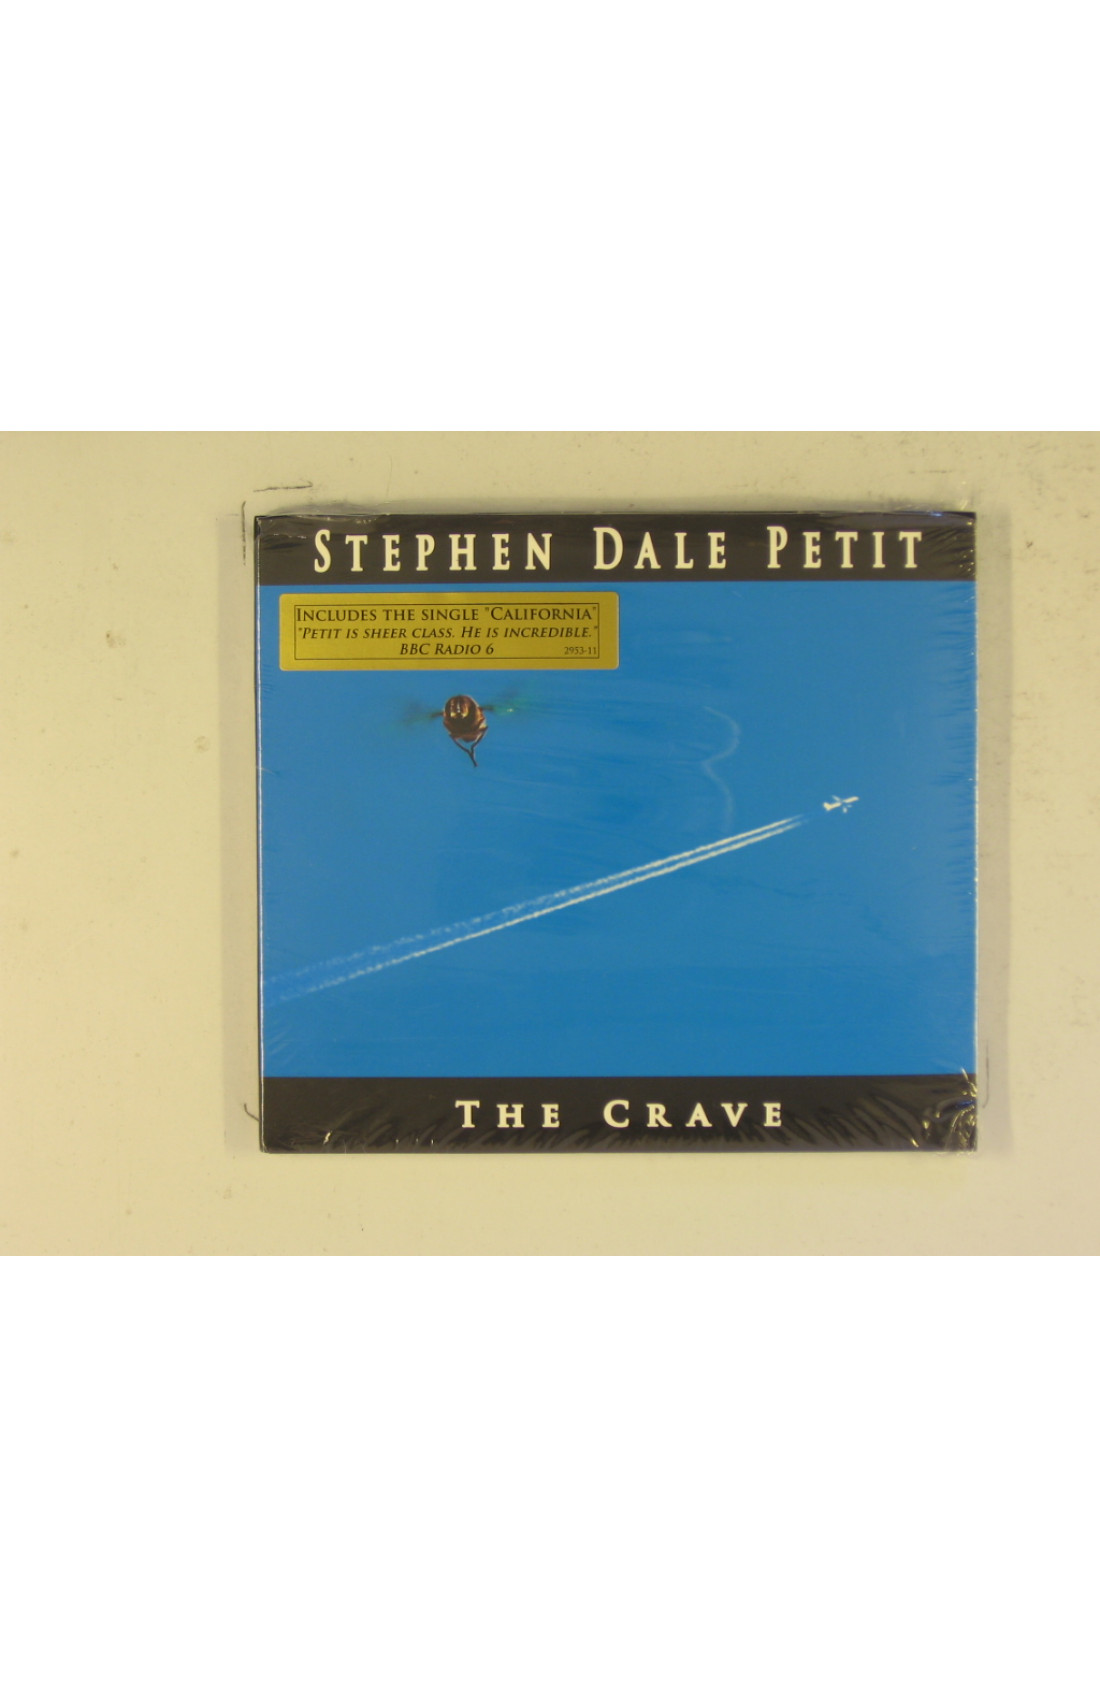 STEPHEN DALE PETIT
INCLUDES THE SINGLE "CALIFORNIA"
"PETIT IS SHEER CLASS. HE IS INCREDIBLE."
BBC RADIO 6 2953-11
THE CRAVE